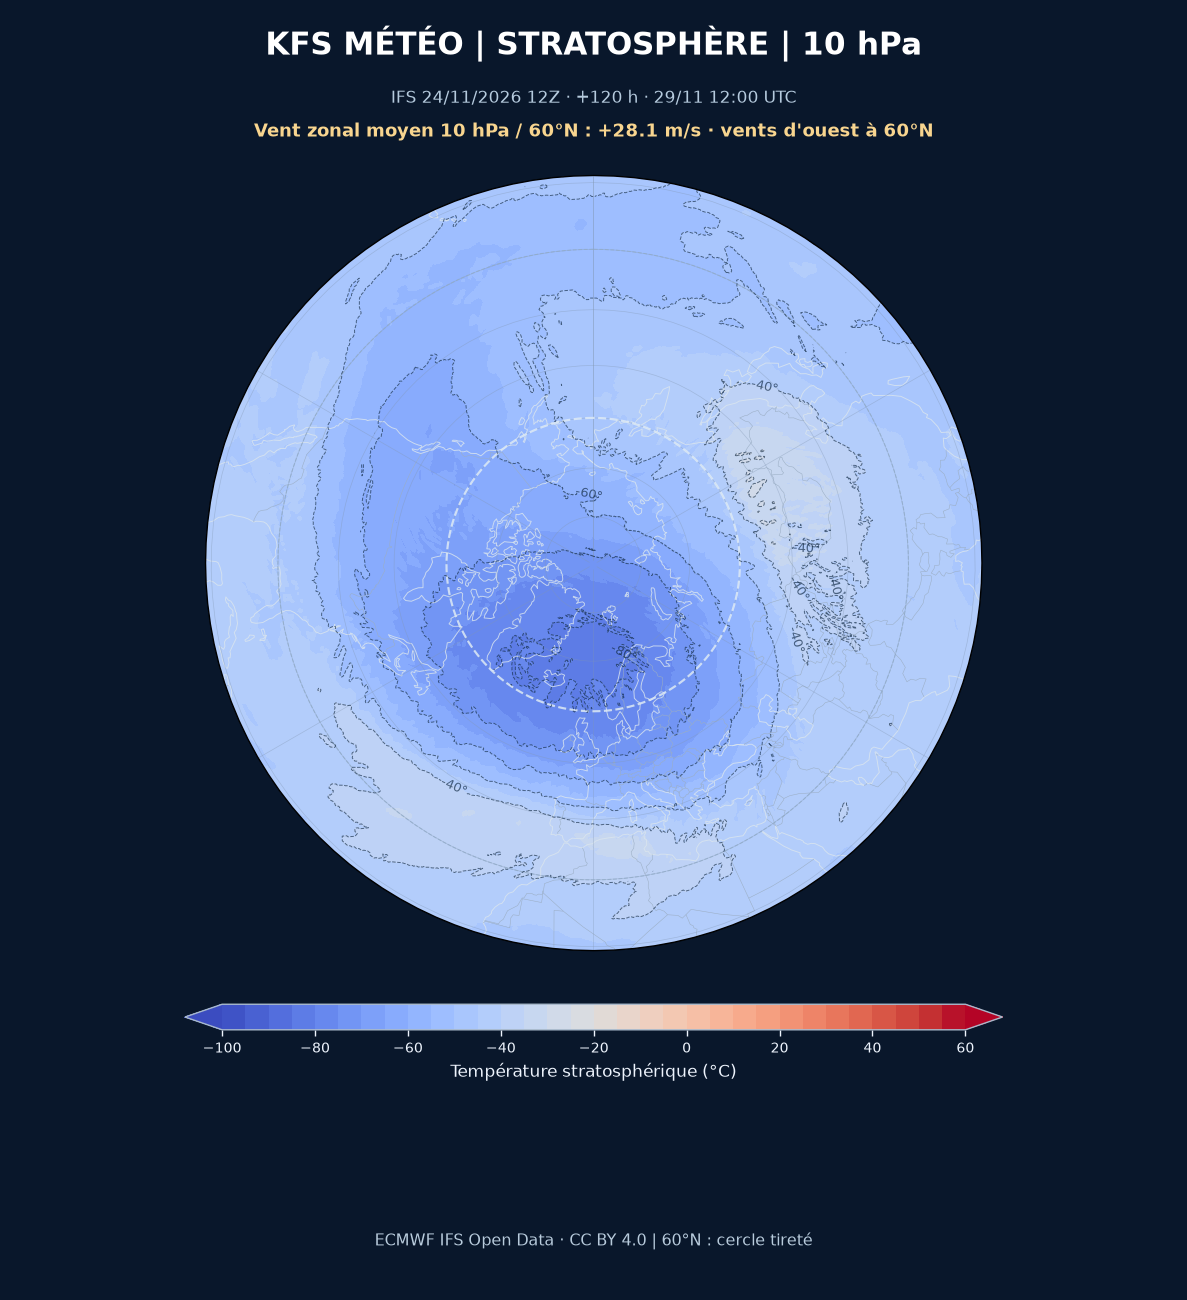 KFS MÉTÉO | STRATOSPHÈRE | 10 hPa
IFS 24/11/2026 12Z · +120 h · 29/11 12:00 UTC
Vent zonal moyen 10 hPa / 60°N : +28.1 m/s · vents d'ouest à 60°N
40°
-60°
-40°
40°
40°
40°
-80°
40°
−100 −80 −60 −40 −20 0 20 40 60
Température stratosphérique (°C)
ECMWF IFS Open Data · CC BY 4.0 | 60°N : cercle tireté